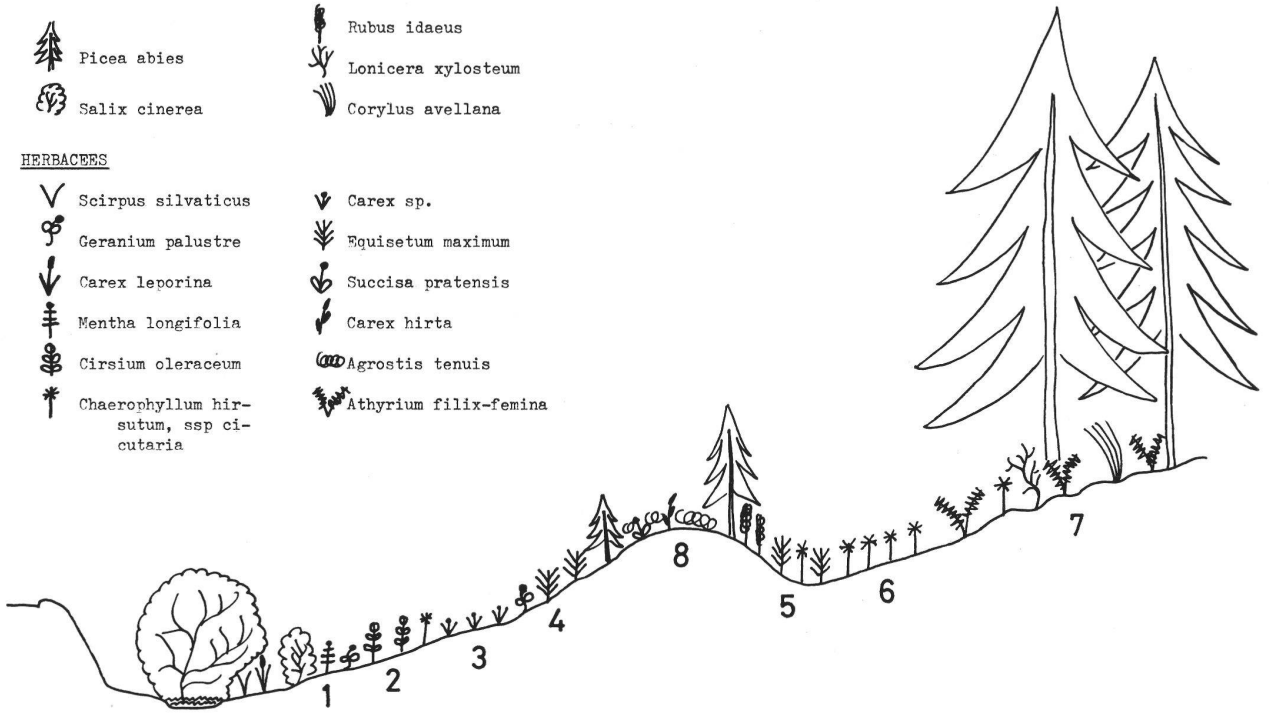 Picea abies
Salix cinerea
Rubus idaeus
Lonicera xylosteum
Corylus avellana
HERBACEES
Scirpus silvaticus
Geranium palustre
Carex leporina
Mentha longifolia
Cirsium oleraceum
Chaerophyllum hir-
sutum, ssp ci-
cutaria
Carex sp.
Equisetum maximum
Succisa pratensis
Carex hirta
Agrostis tenuis
Athyrium filix-femina
1
2
3
4
8
5
6
7